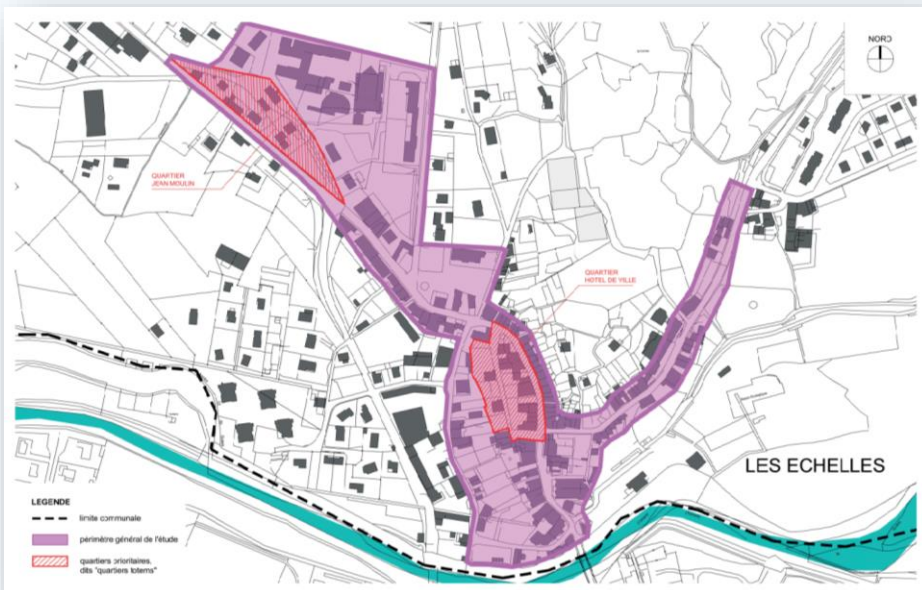 NORD
QUARTIER
JENN MOULIN
QUARTIER
HOTEL DE VILLE
LES ECHELLES
LEGENDE
limite communale
périmètre général de l'étude
quartiers prioritaires,
dits "quartiers totems"